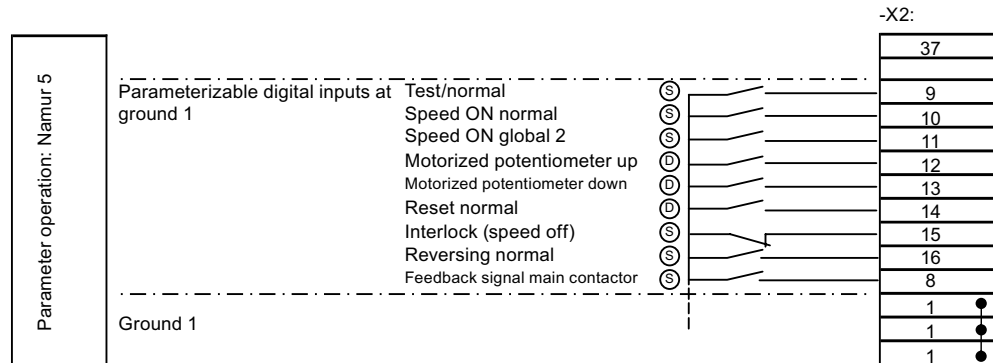 -X2:
37
Parameter operation: Namur 5
Parameterizable digital inputs at
ground 1
Test/normal S 9
Speed ON normal S 10
Speed ON global 2 S 11
Motorized potentiometer up D 12
Motorized potentiometer down D 13
Reset normal D 14
Interlock (speed off) S 15
Reversing normal S 16
Feedback signal main contactor S 8
Ground 1
1
1
1